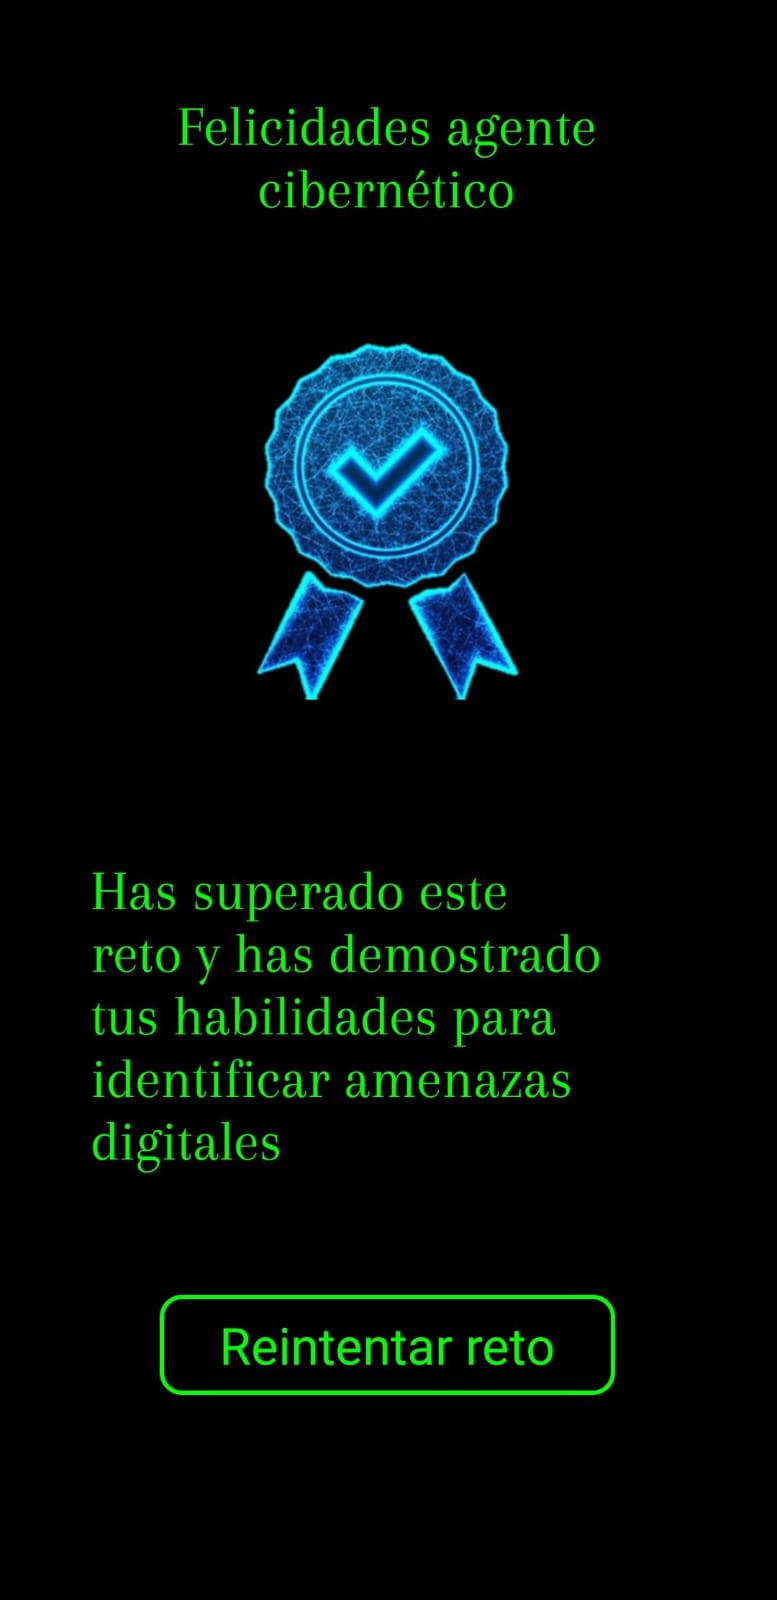 Felicidades agente
cibernético
Has superado este
reto y has demostrado
tus habilidades para
identificar amenazas
digitales
Reintentar reto